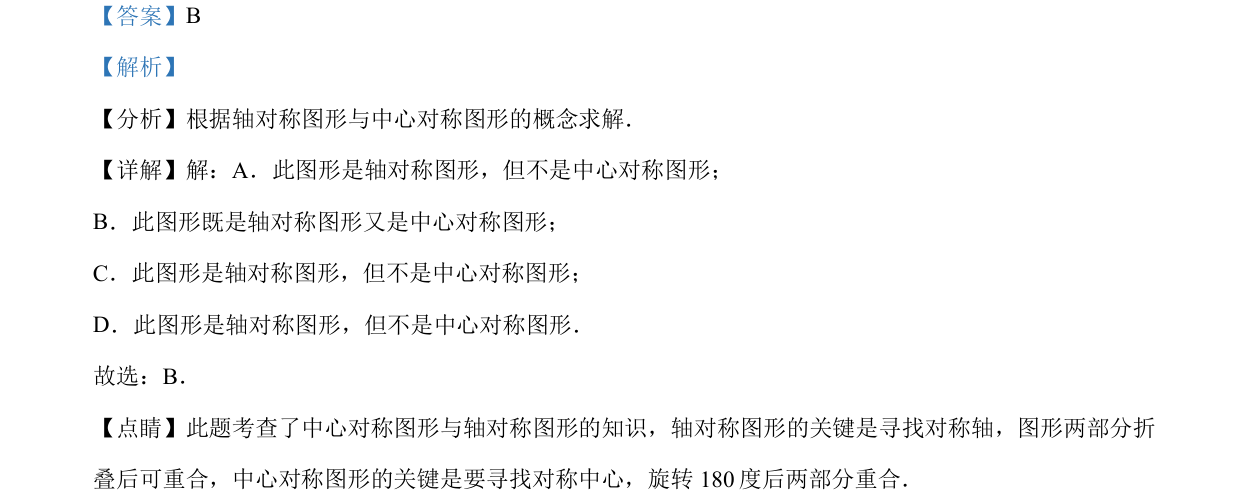 【答案】B
【解析】
【分析】根据轴对称图形与中心对称图形的概念求解．
【详解】解：A．此图形是轴对称图形，但不是中心对称图形；
B．此图形既是轴对称图形又是中心对称图形；
C．此图形是轴对称图形，但不是中心对称图形；
D．此图形是轴对称图形，但不是中心对称图形．
故选：B．
【点睛】此题考查了中心对称图形与轴对称图形的知识，轴对称图形的关键是寻找对称轴，图形两部分折
叠后可重合，中心对称图形的关键是要寻找对称中心，旋转 180 度后两部分重合．